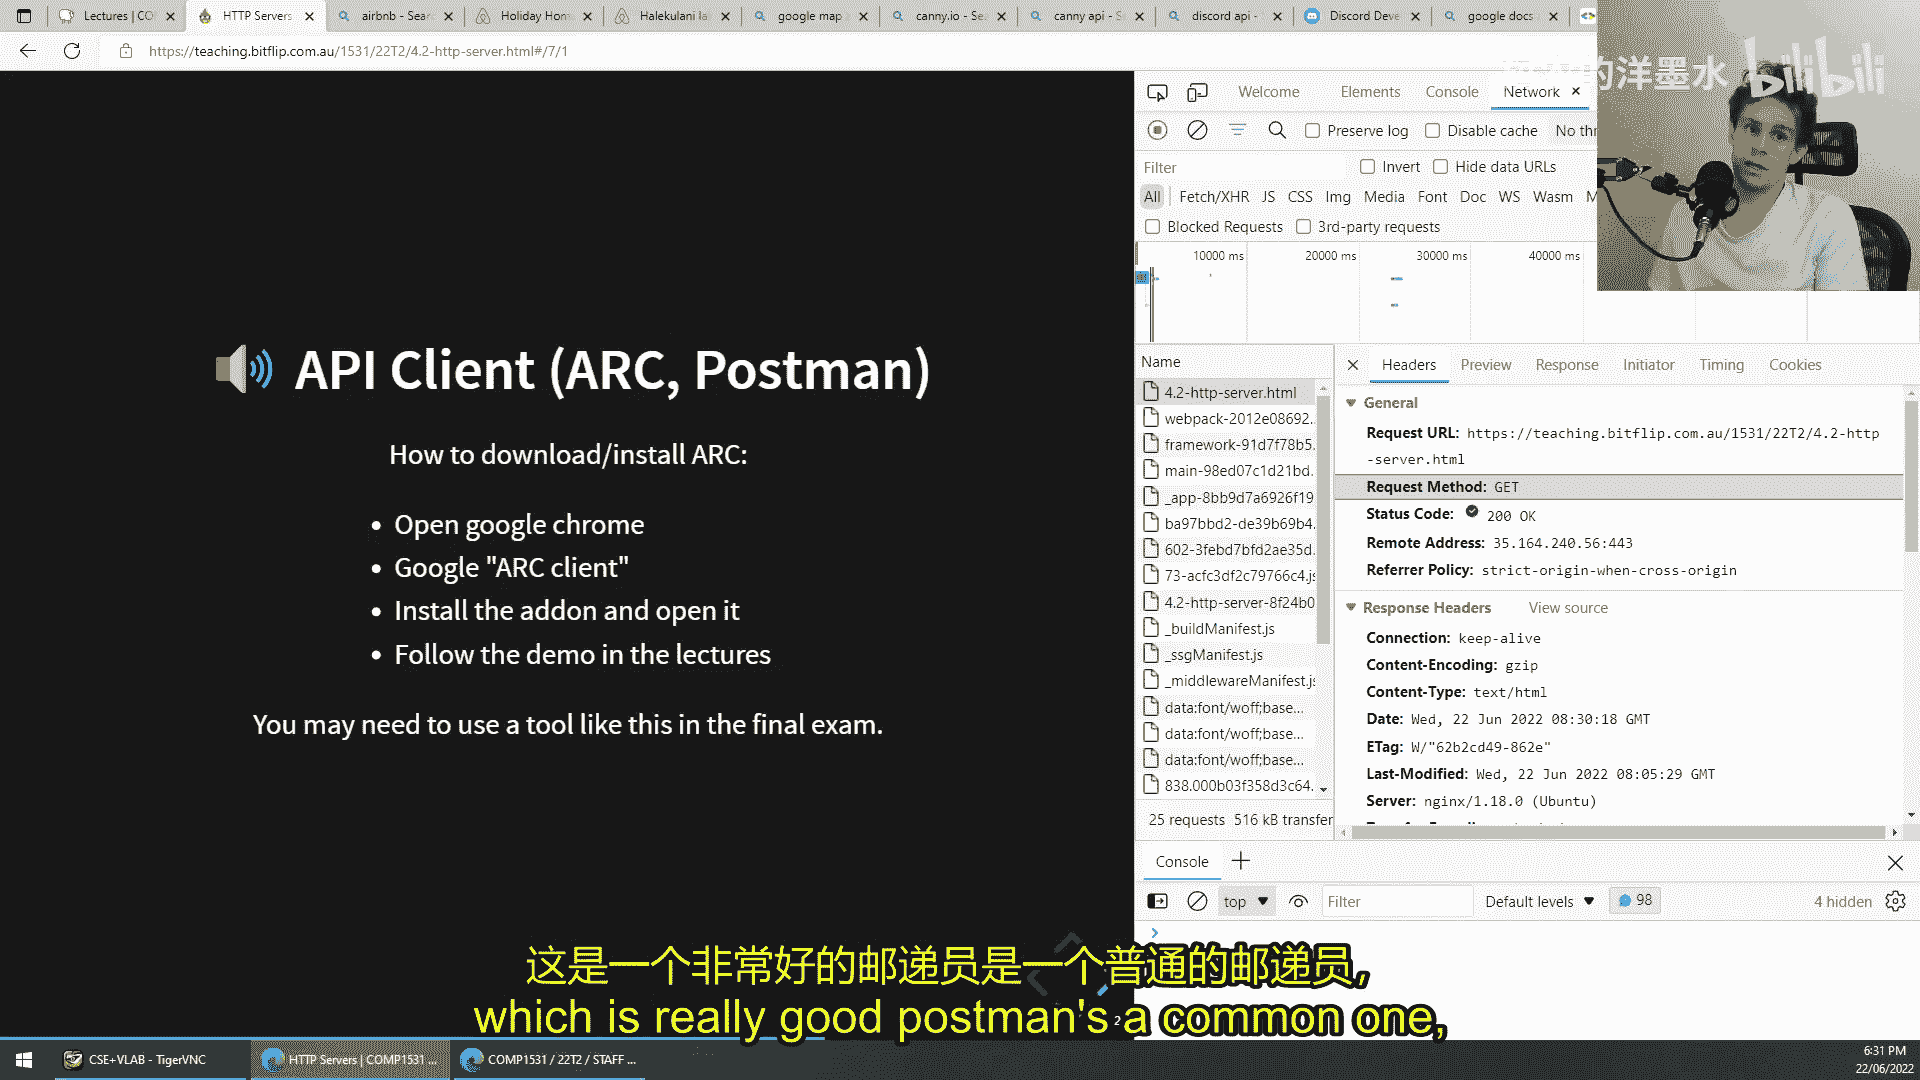 Lectures | CO
HTTP Servers
airbnb - Sear
Holiday Hom
Halekulani la
google map
canny.io - Se
canny api - S
discord api -
Discord Deve
google docs
https://teaching.bitflip.com.au/1531/22T2/4.2-http-server.html#/7/1
的洋墨水 bilibili
API Client (ARC, Postman)
How to download/install ARC:
• Open google chrome
• Google "ARC client"
• Install the addon and open it
• Follow the demo in the lectures
You may need to use a tool like this in the final exam.
2
Welcome Elements Console Network
Preserve log Disable cache No thr
Filter Invert Hide data URLs
All Fetch/XHR JS CSS Img Media Font Doc WS Wasm M
Blocked Requests 3rd-party requests
10000 ms 20000 ms 30000 ms 40000 ms
Name
4.2-http-server.html
webpack-2012e08692..
framework-91d7f78b5.
main-98ed07c1d21bd.
_app-8bb9d7a6926f19
ba97bbd2-de39b69b4.
602-3febd7bfd2ae35d.
73-acfc3df2c79766c4.js
4.2-http-server-8f24b0
_buildManifest.js
_ssgManifest.js
_middlewareManifest.js
data:font/woff;base...
data:font/woff;base...
data:font/woff;base...
838.000b03f358d3c64.
25 requests 516 kB transfer
Headers Preview Response Initiator Timing Cookies
General
Request URL: https://teaching.bitflip.com.au/1531/22T2/4.2-http
-server.html
Request Method: GET
Status Code: 200 OK
Remote Address: 35.164.240.56:443
Referrer Policy: strict-origin-when-cross-origin
Response Headers View source
Connection: keep-alive
Content-Encoding: gzip
Content-Type: text/html
Date: Wed, 22 Jun 2022 08:30:18 GMT
ETag: W/"62b2cd49-862e"
Last-Modified: Wed, 22 Jun 2022 08:05:29 GMT
Server: nginx/1.18.0 (Ubuntu)
Console
top Filter Default levels 98 4 hidden
这是一个非常好的邮递员是一个普通的邮递员,
which is really good postman's a common one,
CSE+VLAB - TigerVNC
HTTP Servers | COMP1531 ...
COMP1531 / 22T2 / STAFF ...
6:31 PM
22/06/2022